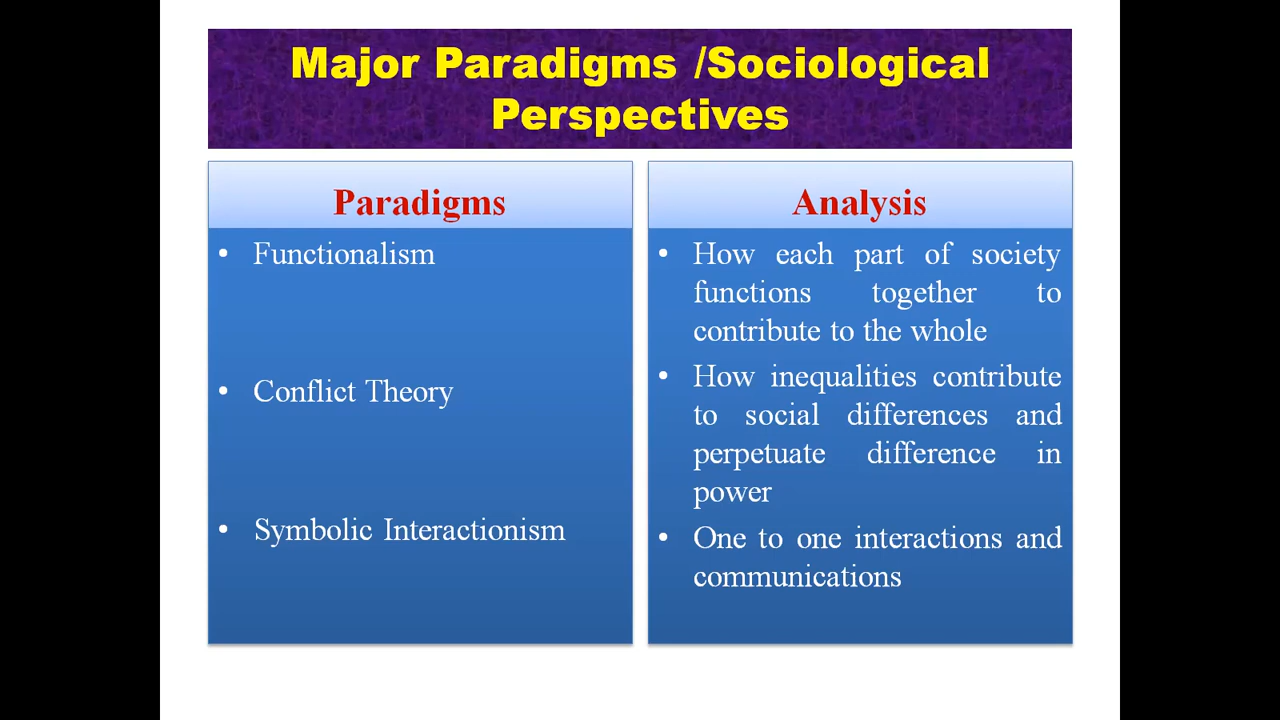 Major Paradigms /Sociological
Perspectives
Paradigms
• Functionalism
• Conflict Theory
• Symbolic Interactionism
Analysis
• How each part of society
functions together to
contribute to the whole
• How inequalities contribute
to social differences and
perpetuate difference in
power
• One to one interactions and
communications